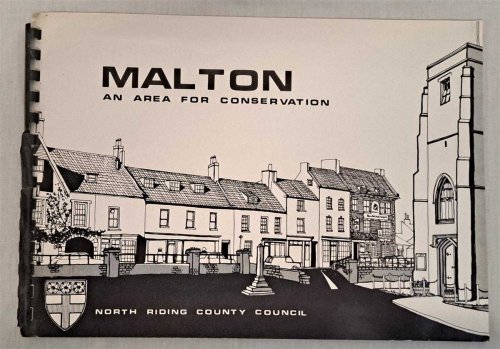 MALTON
AN AREA FOR CONSERVATION
NORTH RIDING COUNTY COUNCIL